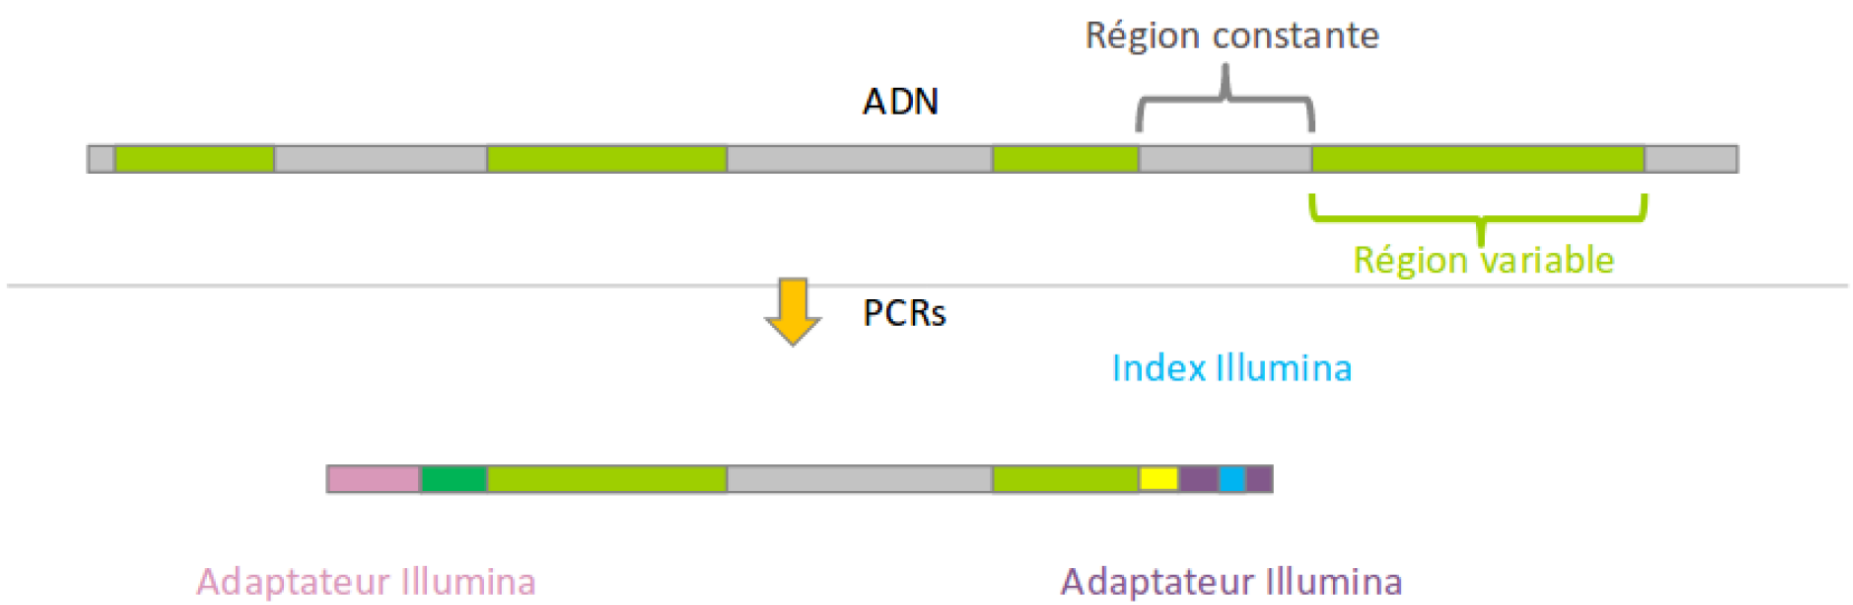 Région constante
ADN
Région variable
PCRs
Index Illumina
Adaptateur Illumina
Adaptateur Illumina